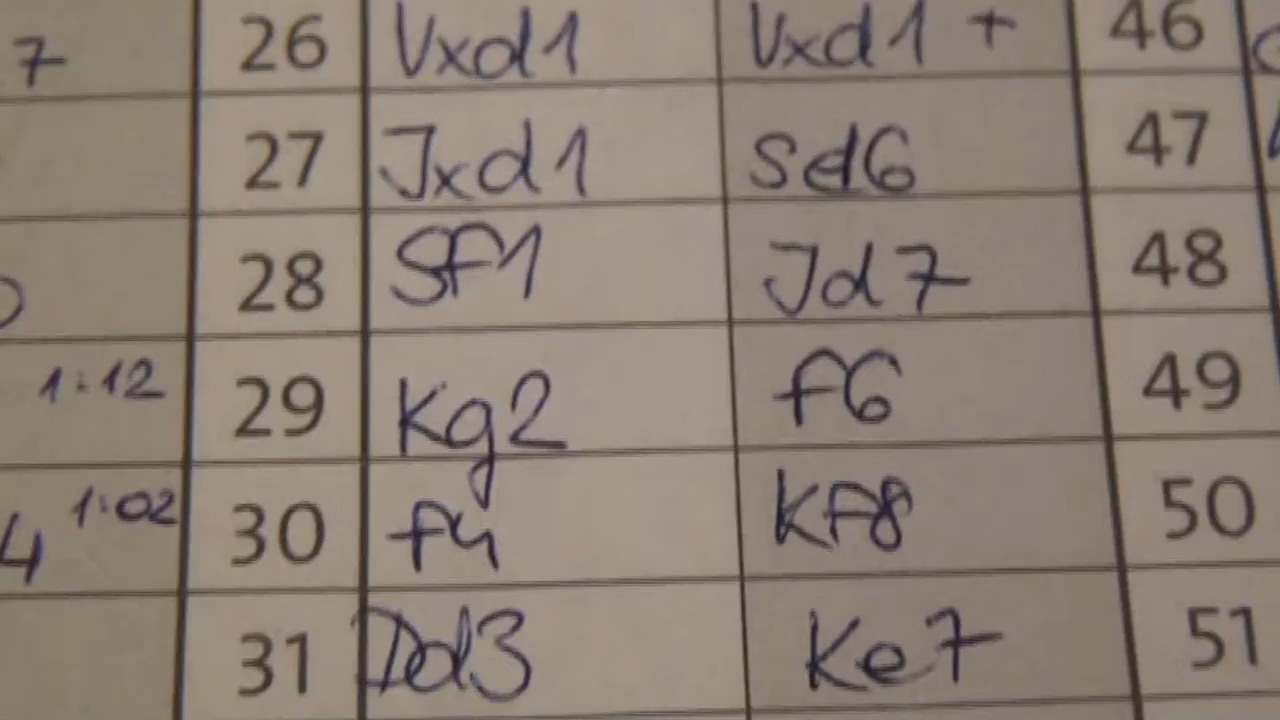 7 26 Vxd1 Vxd1+ 46
27 Jxd1 Sd6 47
28 Sf1 Jd7 48
1:12 29 Kg2 f6 49
4 1:02 30 f4 Kf8 50
31 Dd3 Ke7 51